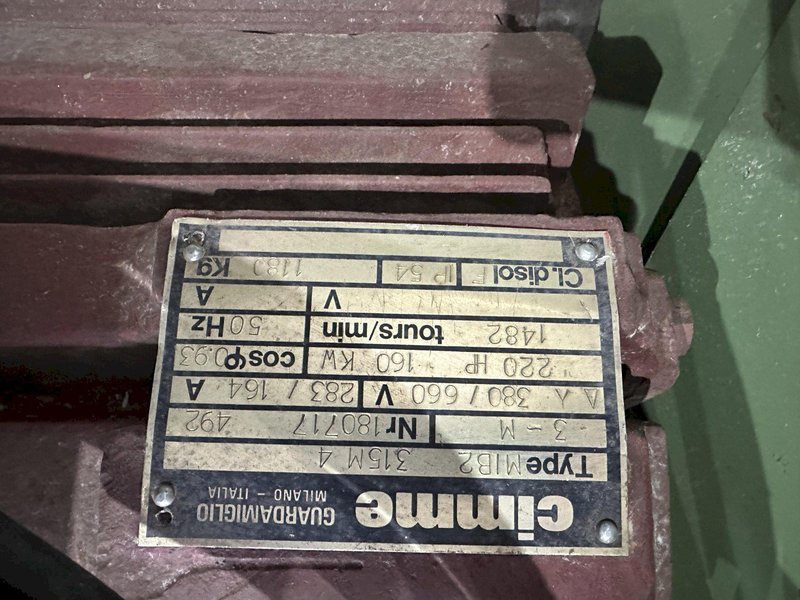 cimme GUARDAMIGLIO
MILANO - ITALIA
Type MIB2 315M 4
3 ~ M Nr 180717 492
Δ Y 380 / 660 V 283 / 164 A
220 HP 160 KW cosφ 0.93
1482 tours/min 50 Hz
V A
Cl.disol F IP 54 1180 Kg